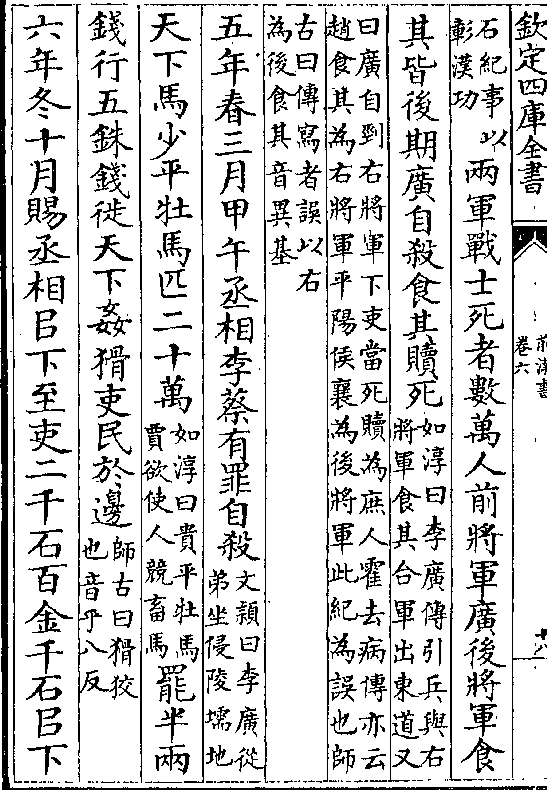 欽定四庫全書
前漢書
卷六
十八
石紀事以
彰漢功
兩軍戰士死者數萬人前將軍廣後將軍食
其皆後期廣自殺食其贖死
如淳曰李廣傳引兵與右
將軍食其合軍出東道又
曰廣自剄右將軍下吏當死贖為庶人霍去病傳亦云
趙食其為右將軍平陽侯襄為後將軍此紀為誤也師
古曰傳寫者誤以右
為後食其音異基
五年春三月甲午丞相李蔡有罪自殺
文穎曰李廣從
弟坐侵陵壖地
天下馬少平牡馬匹二十萬
如淳曰貴平牡馬
賈欲使人競畜馬
罷半兩
錢行五銖錢徙天下姦猾吏民於邊
師古曰猾狡
也音乎八反
六年冬十月賜丞相㠯下至吏二千石百金千石㠯下